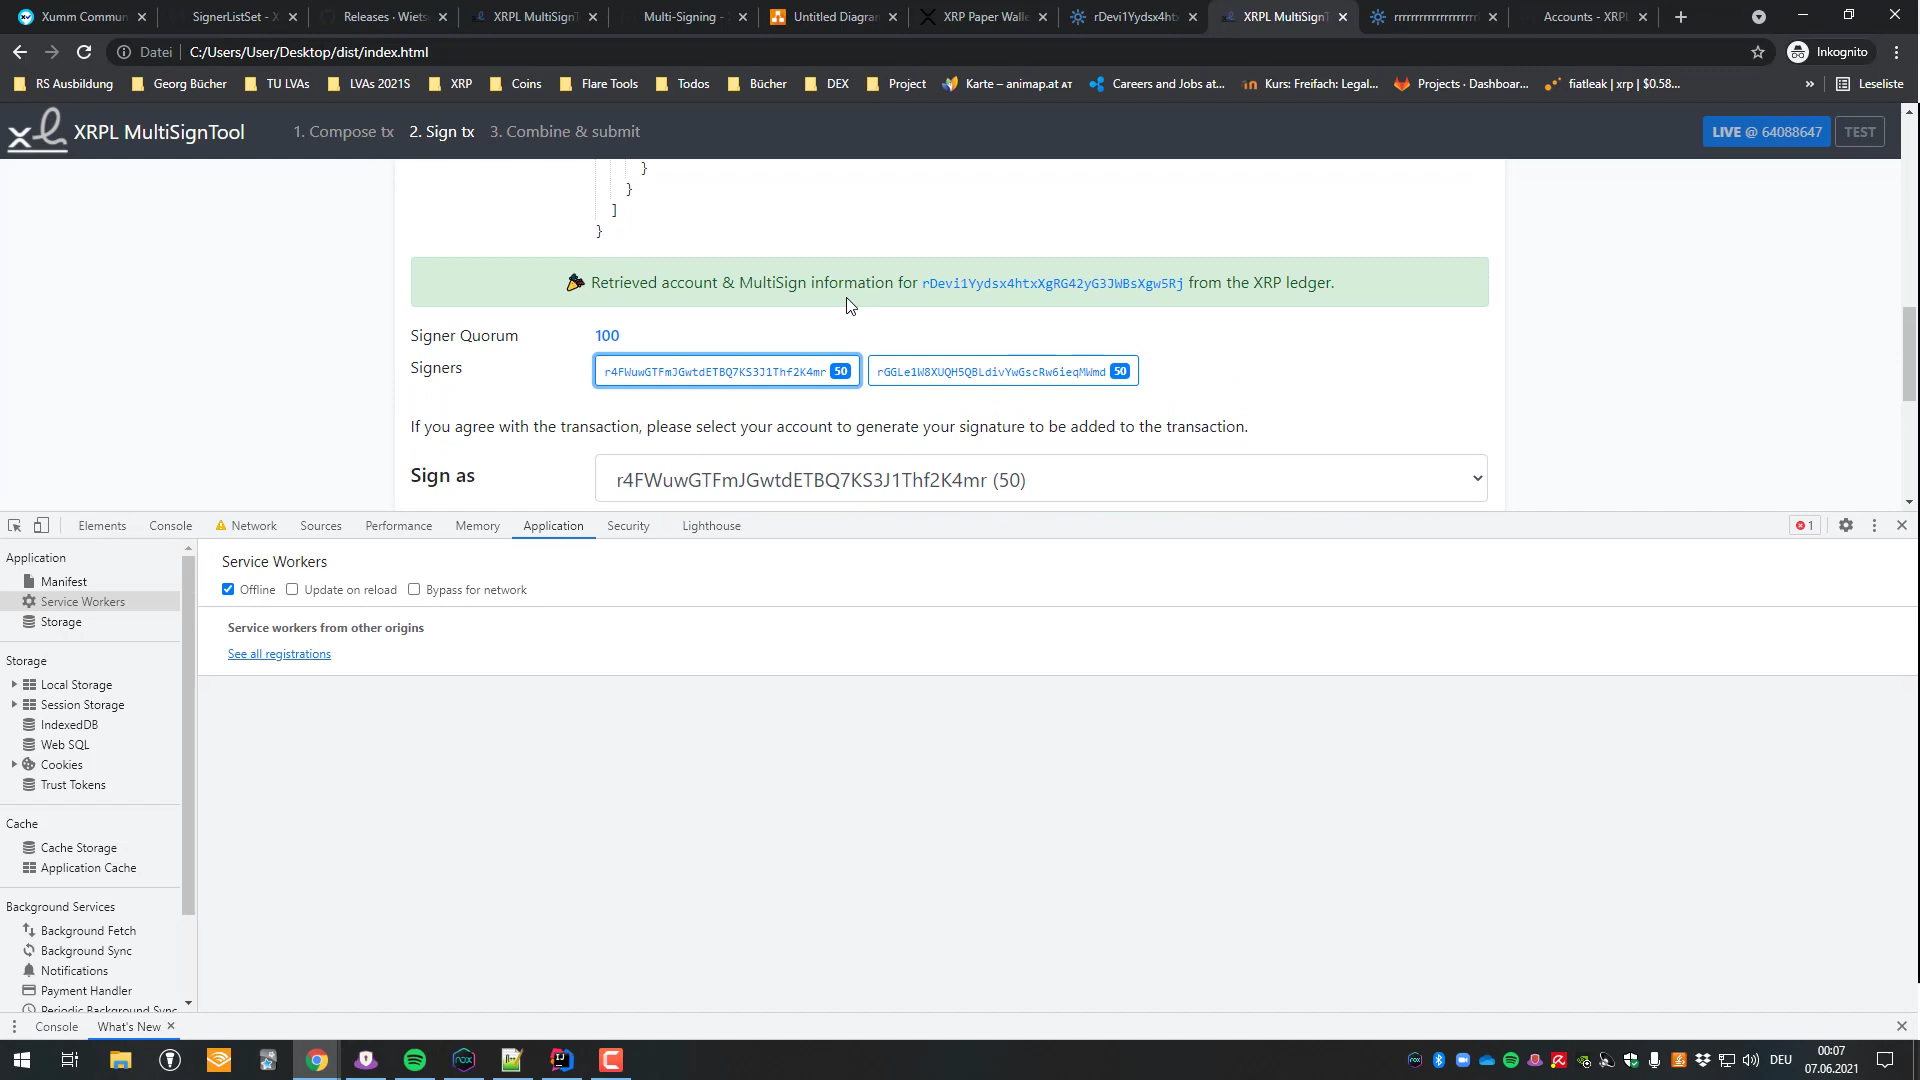 Xumm Commun
SignerListSet - X
Releases · Wiets
XRPL MultiSignT
Multi-Signing -
Untitled Diagran
XRP Paper Walle
rDevi1Yydsx4ht
XRPL MultiSignT
rrrrrrrrrrrrrrrrrrrr
Accounts - XRPL
Datei
C:/Users/User/Desktop/dist/index.html
Inkognito
RS Ausbildung
Georg Bücher
TU LVAs
LVAs 2021S
XRP
Coins
Flare Tools
Todos
Bücher
DEX
Project
Karte – animap.at ᴀᴛ
Careers and Jobs at...
Kurs: Freifach: Legal...
Projects · Dashboar...
fiatleak | xrp | $0.58...
»
Leseliste
XRPL MultiSignTool
1. Compose tx
2. Sign tx
3. Combine & submit
LIVE @ 64088647
TEST
}
}
]
}
Retrieved account & MultiSign information for rDevi1Yydsx4htxXgRG42yG3JWBsXgw5Rj from the XRP ledger.
Signer Quorum
100
Signers
r4FWuwGTFmJGwtdETBQ7KS3J1Thf2K4mr 50
rGGLe1W8XUQH5QBLdivYwGscRw6ieqMWmd 50
If you agree with the transaction, please select your account to generate your signature to be added to the transaction.
Sign as
r4FWuwGTFmJGwtdETBQ7KS3J1Thf2K4mr (50)
Elements
Console
Network
Sources
Performance
Memory
Application
Security
Lighthouse
1
Application
Manifest
Service Workers
Storage
Storage
Local Storage
Session Storage
IndexedDB
Web SQL
Cookies
Trust Tokens
Cache
Cache Storage
Application Cache
Background Services
Background Fetch
Background Sync
Notifications
Payment Handler
Periodic Background Sync
Service Workers
Offline
Update on reload
Bypass for network
Service workers from other origins
See all registrations
Console
What's New
DEU
00:07
07.06.2021